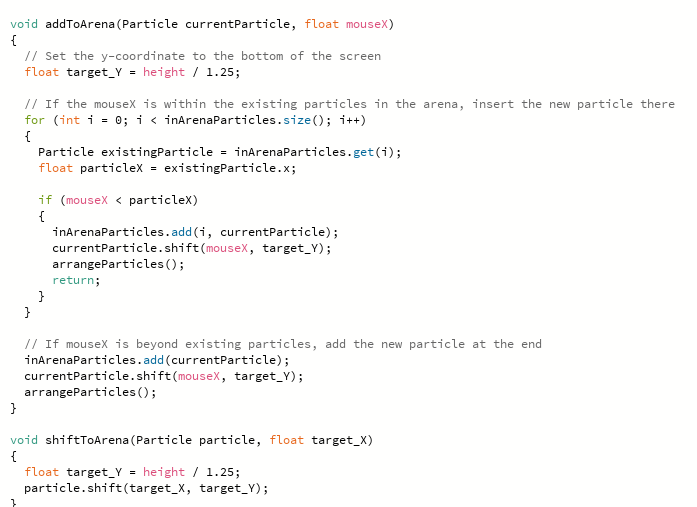 void addToArena(Particle currentParticle, float mouseX)
{
  // Set the y-coordinate to the bottom of the screen
  float target_Y = height / 1.25;

  // If the mouseX is within the existing particles in the arena, insert the new particle there
  for (int i = 0; i < inArenaParticles.size(); i++)
  {
    Particle existingParticle = inArenaParticles.get(i);
    float particleX = existingParticle.x;

    if (mouseX < particleX)
    {
      inArenaParticles.add(i, currentParticle);
      currentParticle.shift(mouseX, target_Y);
      arrangeParticles();
      return;
    }
  }

  // If mouseX is beyond existing particles, add the new particle at the end
  inArenaParticles.add(currentParticle);
  currentParticle.shift(mouseX, target_Y);
  arrangeParticles();
}

void shiftToArena(Particle particle, float target_X)
{
  float target_Y = height / 1.25;
  particle.shift(target_X, target_Y);
}